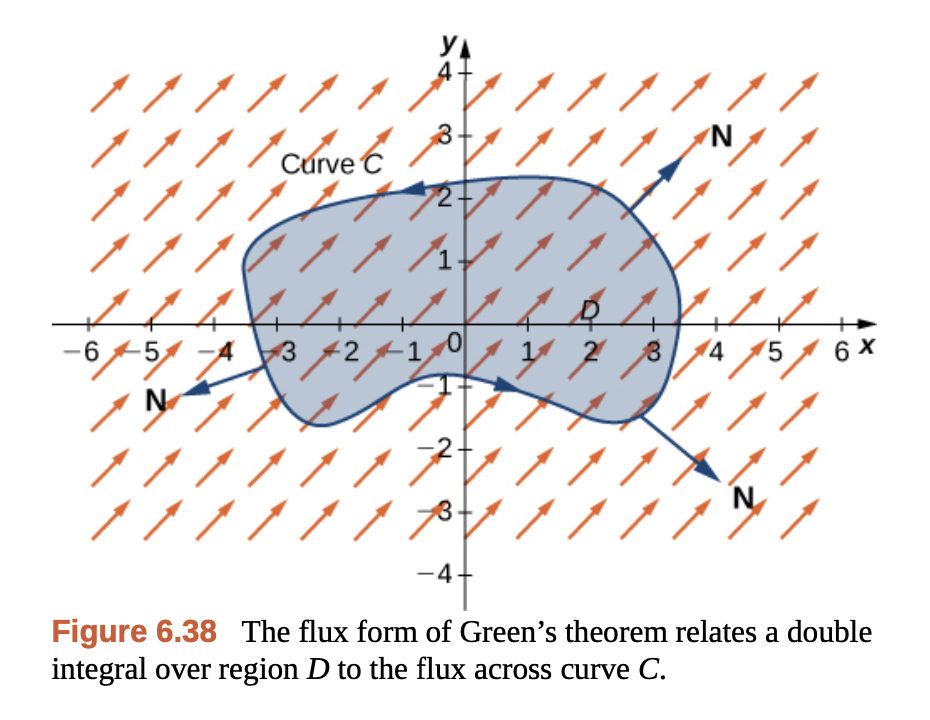 y
4
3
N
Curve C
2
1
D
−6 −5 −4 −3 −2 −1 0 1 2 3 4 5 6 x
−1
N
−2
N
−3
−4
Figure 6.38 The flux form of Green’s theorem relates a double
integral over region D to the flux across curve C.